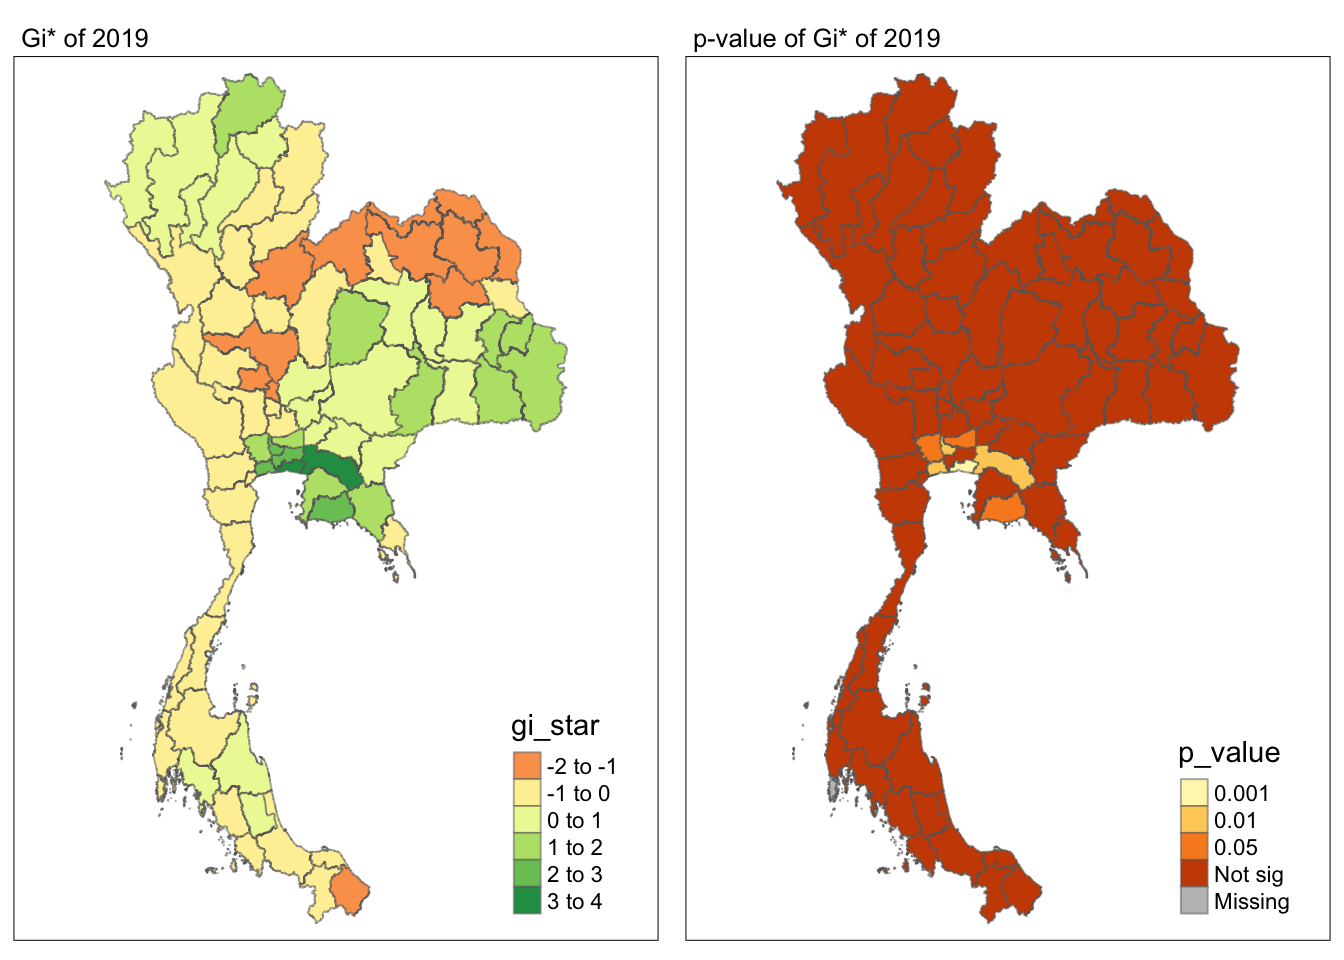 Gi* of 2019
gi_star
-2 to -1
-1 to 0
0 to 1
1 to 2
2 to 3
3 to 4
p-value of Gi* of 2019
p_value
0.001
0.01
0.05
Not sig
Missing